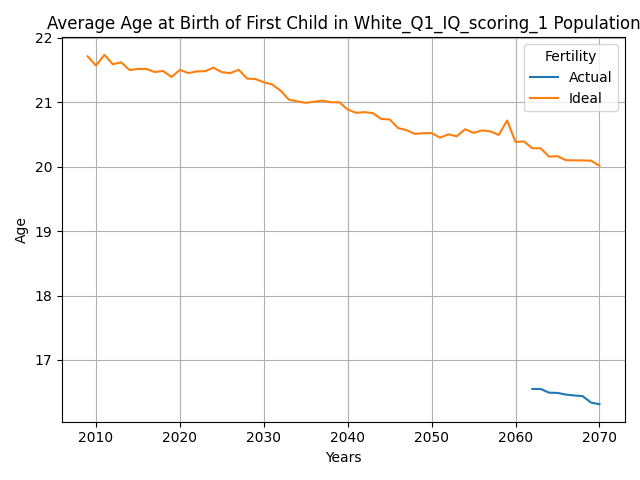 Average Age at Birth of First Child in White_Q1_IQ_scoring_1 Population
22
21
20
19
18
17
Age
Fertility
Actual
Ideal
2010 2020 2030 2040 2050 2060 2070
Years